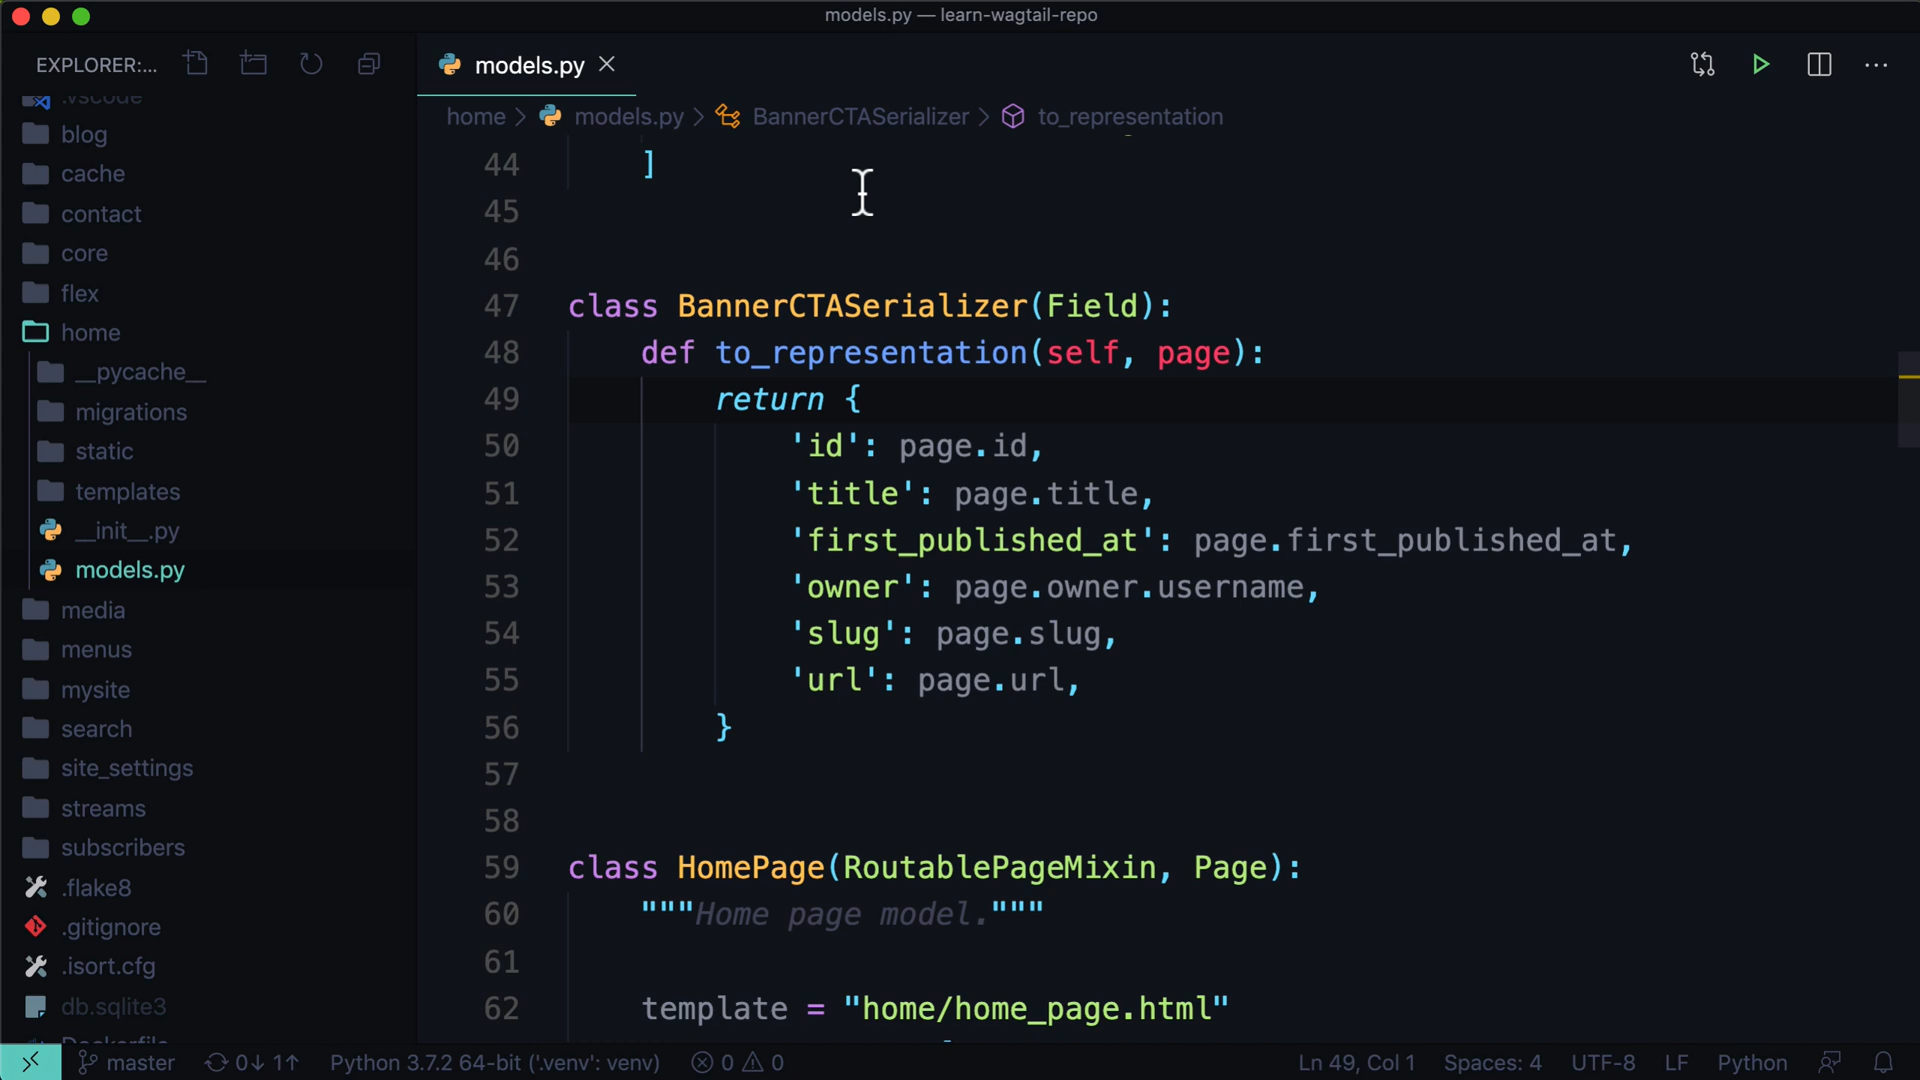 models.py — learn-wagtail-repo
EXPLORER:...
models.py
home > models.py > BannerCTASerializer > to_representation
.vscode
blog
cache
contact
core
flex
home
__pycache__
migrations
static
templates
__init__.py
models.py
media
menus
mysite
search
site_settings
streams
subscribers
.flake8
.gitignore
.isort.cfg
db.sqlite3
Dockerfile
44 ]
45
46
47 class BannerCTASerializer(Field):
48 def to_representation(self, page):
49 return {
50 'id': page.id,
51 'title': page.title,
52 'first_published_at': page.first_published_at,
53 'owner': page.owner.username,
54 'slug': page.slug,
55 'url': page.url,
56 }
57
58
59 class HomePage(RoutablePageMixin, Page):
60 """Home page model."""
61
62 template = "home/home_page.html"
master 0↓ 1↑ Python 3.7.2 64-bit ('.venv': venv) 0 0 Ln 49, Col 1 Spaces: 4 UTF-8 LF Python